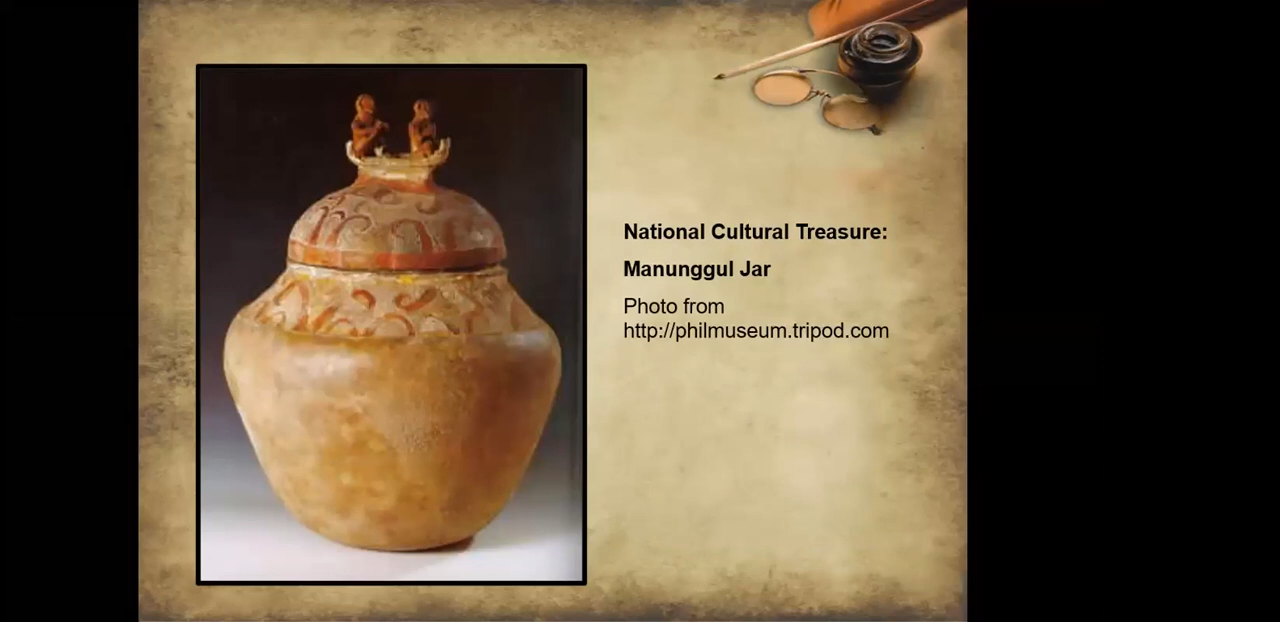 National Cultural Treasure:
Manunggul Jar
Photo from
http://philmuseum.tripod.com